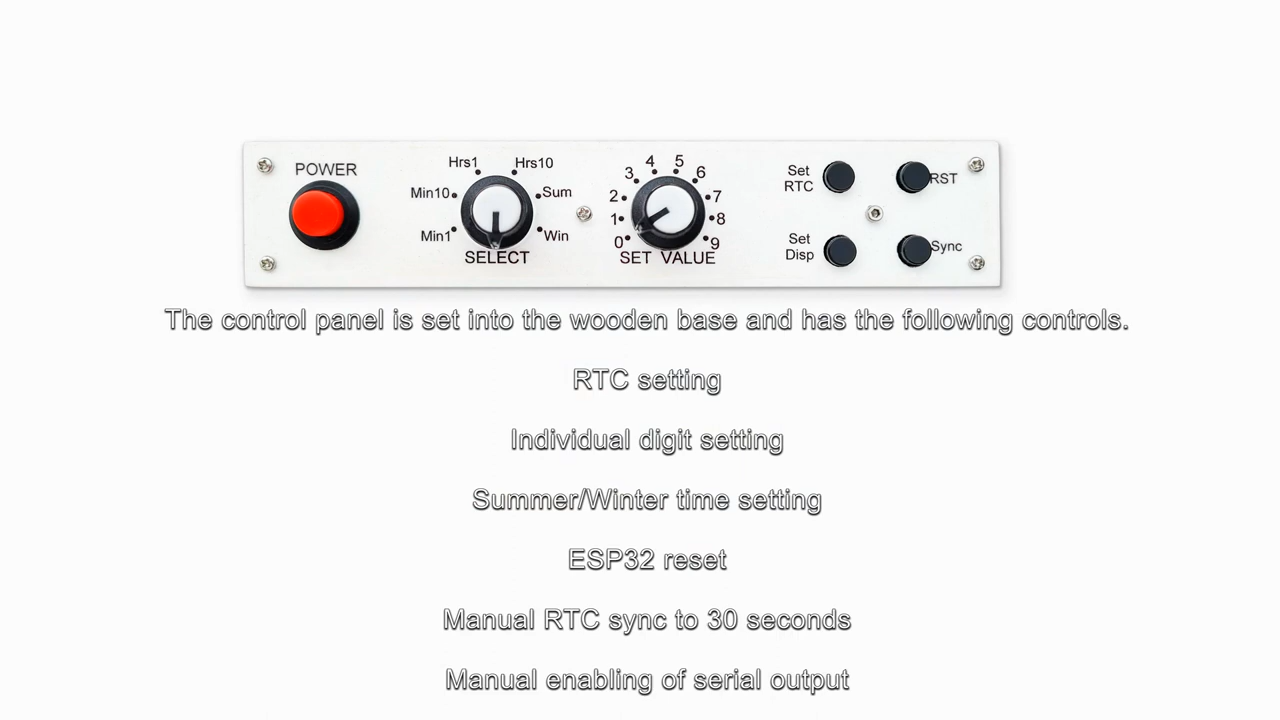 POWER
Hrs1 Hrs10
Min10 Sum
Min1 Win
SELECT
4 5
3 6
2 7
1 8
0 9
SET VALUE
Set RST
RTC
Set Sync
Disp
The control panel is set into the wooden base and has the following controls.
RTC setting
Individual digit setting
Summer/Winter time setting
ESP32 reset
Manual RTC sync to 30 seconds
Manual enabling of serial output